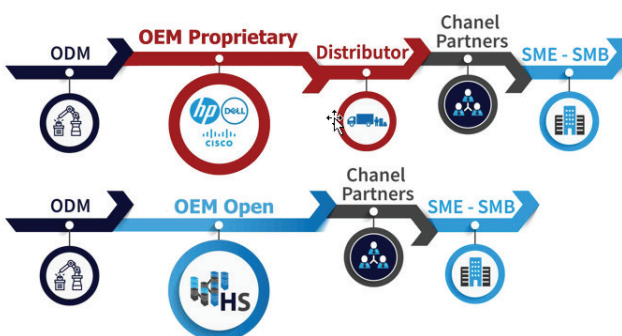 ODM
OEM Proprietary
Distributor
Chanel
Partners
SME - SMB
hp
DELL
CISCO
ODM
OEM Open
Chanel
Partners
SME - SMB
HS